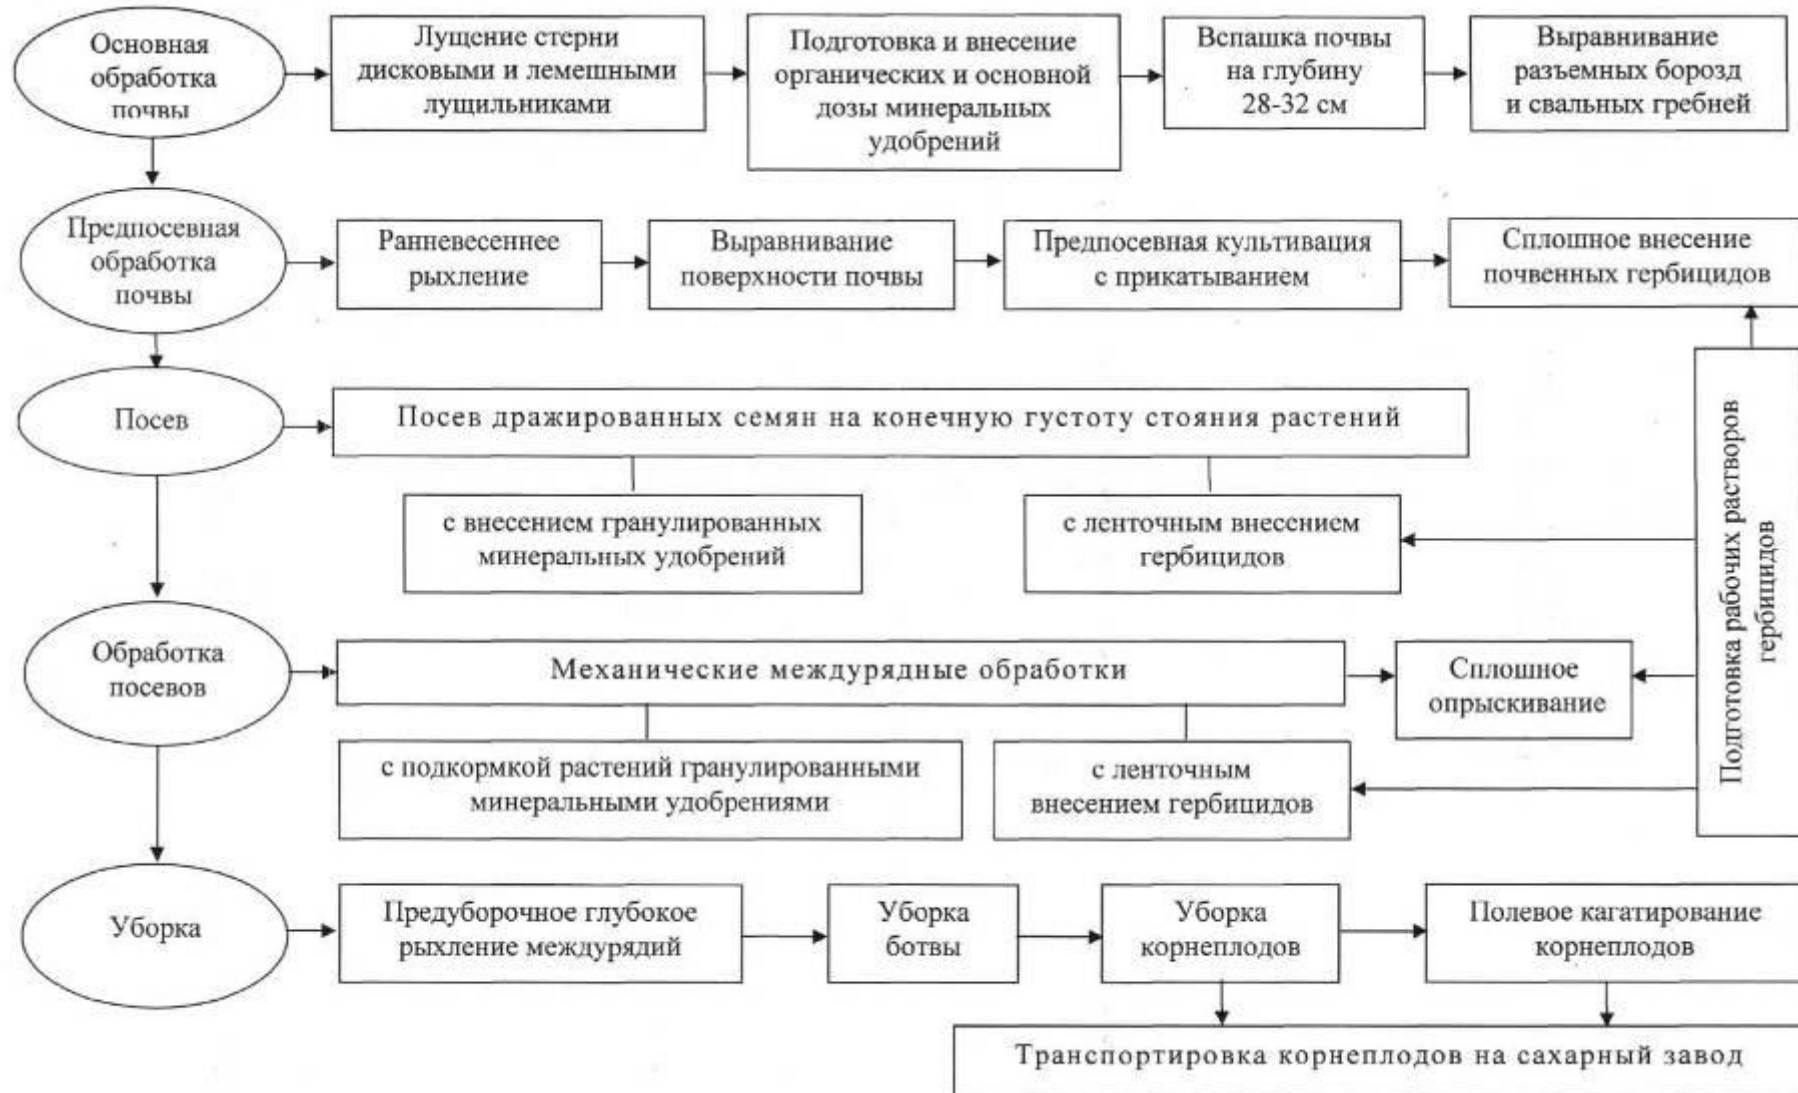 Основная
обработка
почвы
Лущение стерни
дисковыми и лемешными
лущильниками
Подготовка и внесение
органических и основной
дозы минеральных
удобрений
Вспашка почвы
на глубину
28-32 см
Выравнивание
разъемных борозд
и свальных гребней
Предпосевная
обработка
почвы
Ранневесеннее
рыхление
Выравнивание
поверхности почвы
Предпосевная культивация
с прикатыванием
Сплошное внесение
почвенных гербицидов
Посев
Посев дражированных семян на конечную густоту стояния растений
с внесением гранулированных
минеральных удобрений
с ленточным внесением
гербицидов
Подготовка рабочих растворов
гербицидов
Обработка
посевов
Механические междурядные обработки
Сплошное
опрыскивание
с подкормкой растений гранулированными
минеральными удобрениями
с ленточным
внесением гербицидов
Уборка
Предуборочное глубокое
рыхление междурядий
Уборка
ботвы
Уборка
корнеплодов
Полевое кагатирование
корнеплодов
Транспортировка корнеплодов на сахарный завод